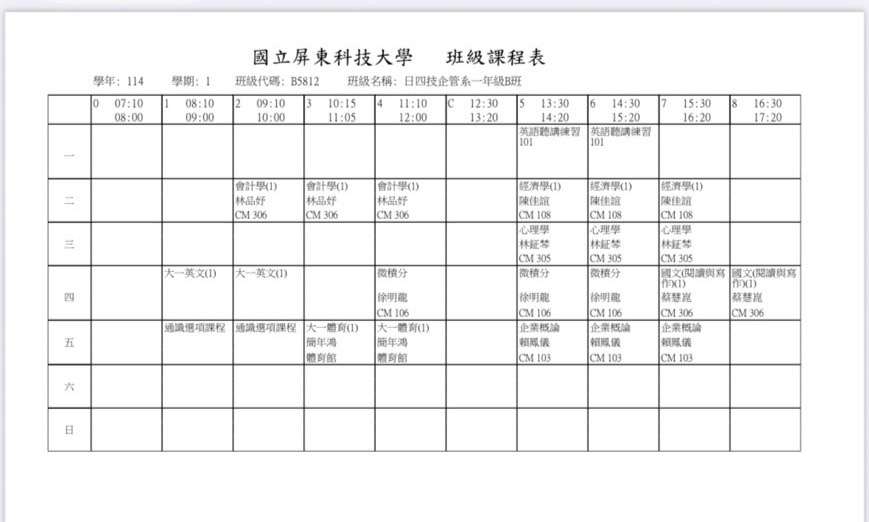 國立屏東科技大學 班級課程表
學年: 114 學期: 1 班級代碼: B5812 班級名稱: 日四技企管系一年級B班
0 07:10 1 08:10 2 09:10 3 10:15 4 11:10 C 12:30 5 13:30 6 14:30 7 15:30 8 16:30
08:00 09:00 10:00 11:05 12:00 13:20 14:20 15:20 16:20 17:20
一
英語聽講練習 英語聽講練習
101 101
二
會計學(1) 會計學(1) 會計學(1) 經濟學(1) 經濟學(1) 經濟學(1)
林品妤 林品妤 林品妤 陳佳誼 陳佳誼 陳佳誼
CM 306 CM 306 CM 306 CM 108 CM 108 CM 108
三
心理學 心理學 心理學
林鉦棽 林鉦棽 林鉦棽
CM 305 CM 305 CM 305
四
大一英文(1) 大一英文(1) 微積分 微積分 微積分 國文(閱讀與寫 國文(閱讀與寫
作)(1) 作)(1)
徐明龍 徐明龍 徐明龍 蔡慧崑 蔡慧崑
CM 106 CM 106 CM 106 CM 306 CM 306
五
通識選項課程 通識選項課程 大一體育(1) 大一體育(1) 企業概論 企業概論 企業概論
簡年鴻 簡年鴻 賴鳳儀 賴鳳儀 賴鳳儀
體育館 體育館 CM 103 CM 103 CM 103
六
日